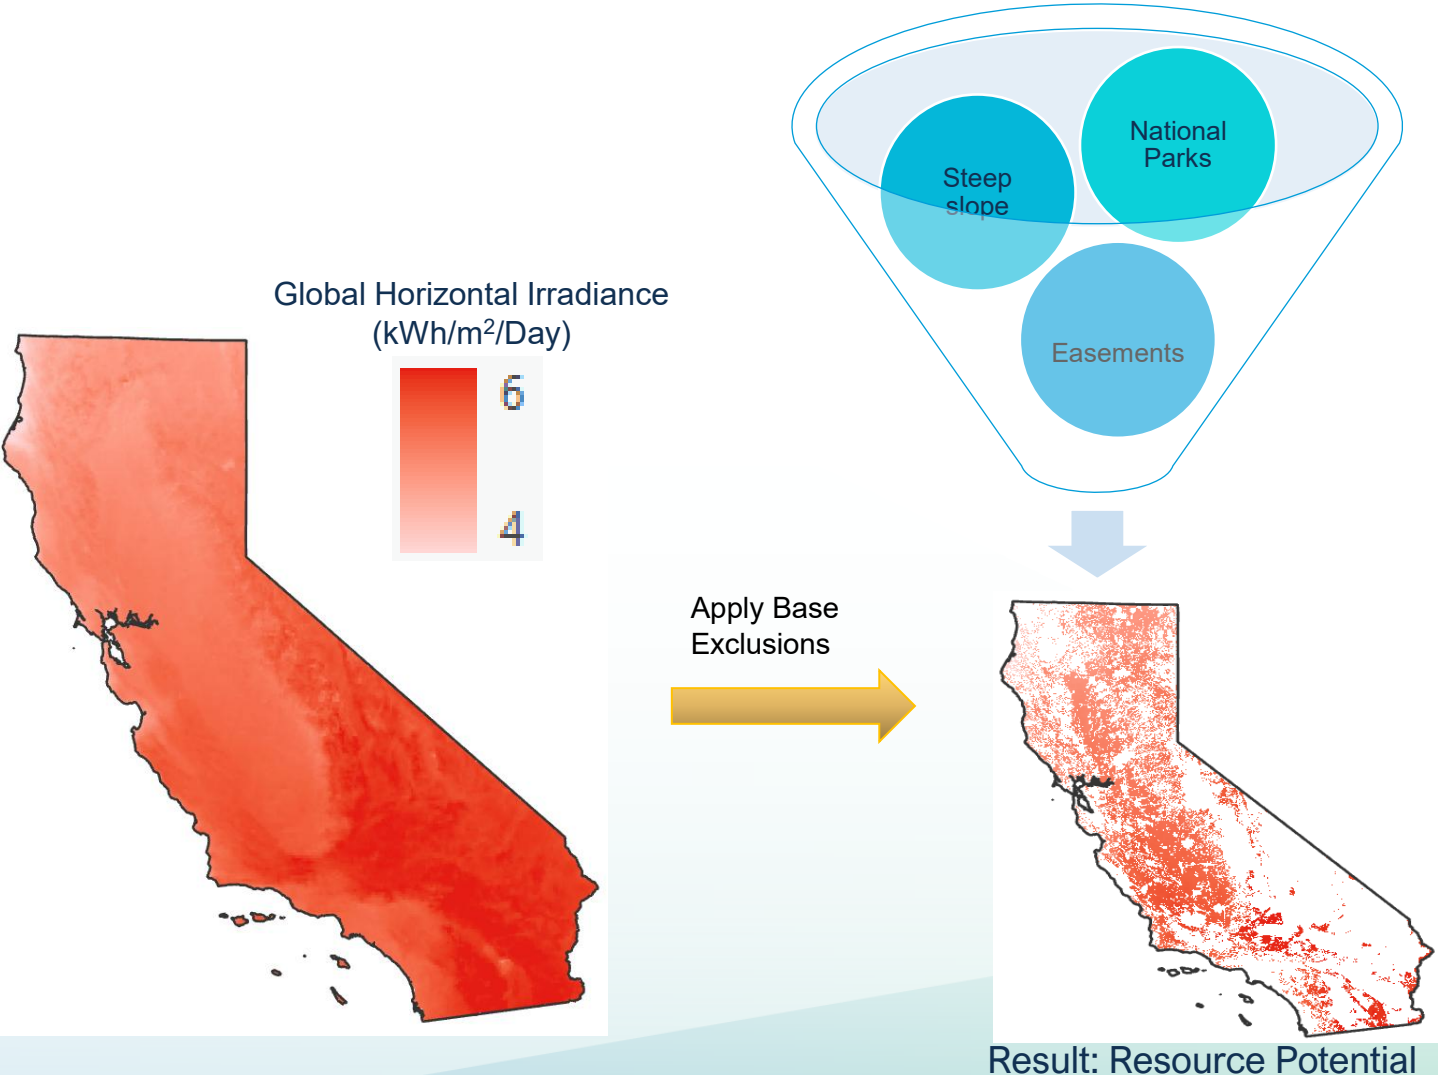 National
Parks
Steep
slope
Easements
Global Horizontal Irradiance
(kWh/m²/Day)
6
4
Apply Base
Exclusions
Result: Resource Potential